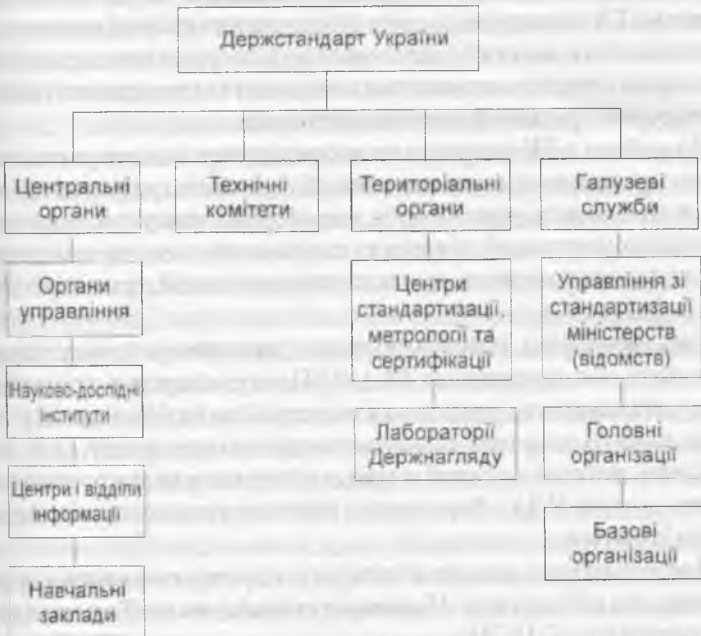 Держстандарт України
Центральні
органи
Технічні
комітети
Територіальні
органи
Галузеві
служби
Органи
управління
Центри
стандартизації,
метрології та
сертифікації
Управління зі
стандартизації
міністерств
(відомств)
Науково-дослідні
інститути
Лабораторії
Держнагляду
Головні
організації
Центри і відділи
інформації
Базові
організації
Навчальні
заклади